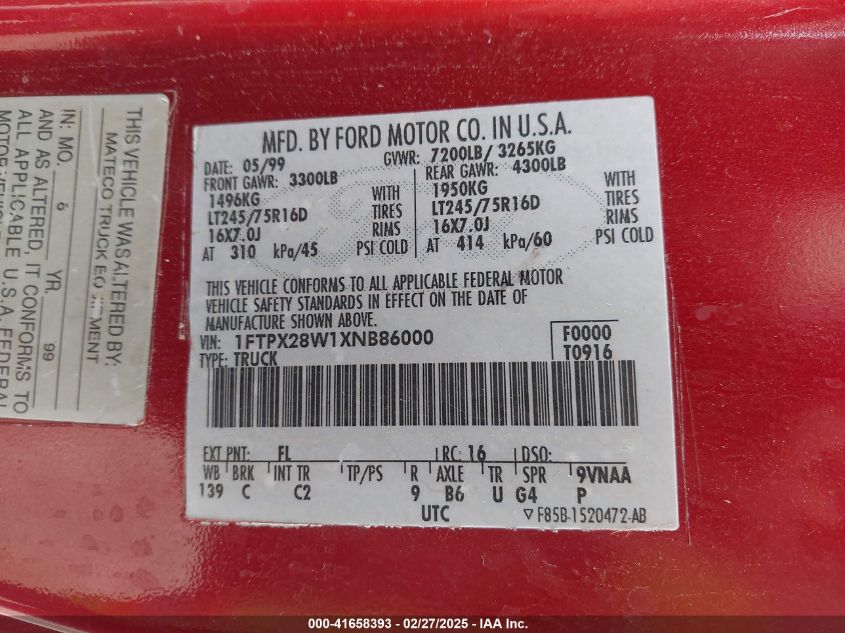 THIS VEHICLE WAS ALTERED BY:
MATECO TRUCK EQ MENT
IN: MO. 6 YR. 99
AND AS ALTERED, IT CONFORMS TO
ALL APPLICABLE U.S.A. FEDERAL
MOTOR
MFD. BY FORD MOTOR CO. IN U.S.A.
DATE: 05/99 GVWR: 7200LB/ 3265KG
FRONT GAWR: 3300LB REAR GAWR: 4300LB
1496KG WITH 1950KG WITH
LT245/75R16D TIRES LT245/75R16D TIRES
16X7.0J RIMS 16X7.0J RIMS
AT 310 kPa/45 PSI COLD AT 414 kPa/60 PSI COLD
THIS VEHICLE CONFORMS TO ALL APPLICABLE FEDERAL MOTOR
VEHICLE SAFETY STANDARDS IN EFFECT ON THE DATE OF
MANUFACTURE SHOWN ABOVE.
VIN: 1FTPX28W1XNB86000 F0000
TYPE: TRUCK T0916
EXT PNT: FL RC: 16 DSO:
WB BRK INT TR TP/PS R AXLE TR SPR 9VNAA
139 C C2 9 B6 U G4 P
UTC ▽F85B-1520472-AB
000-41658393 - 02/27/2025 - IAA Inc.